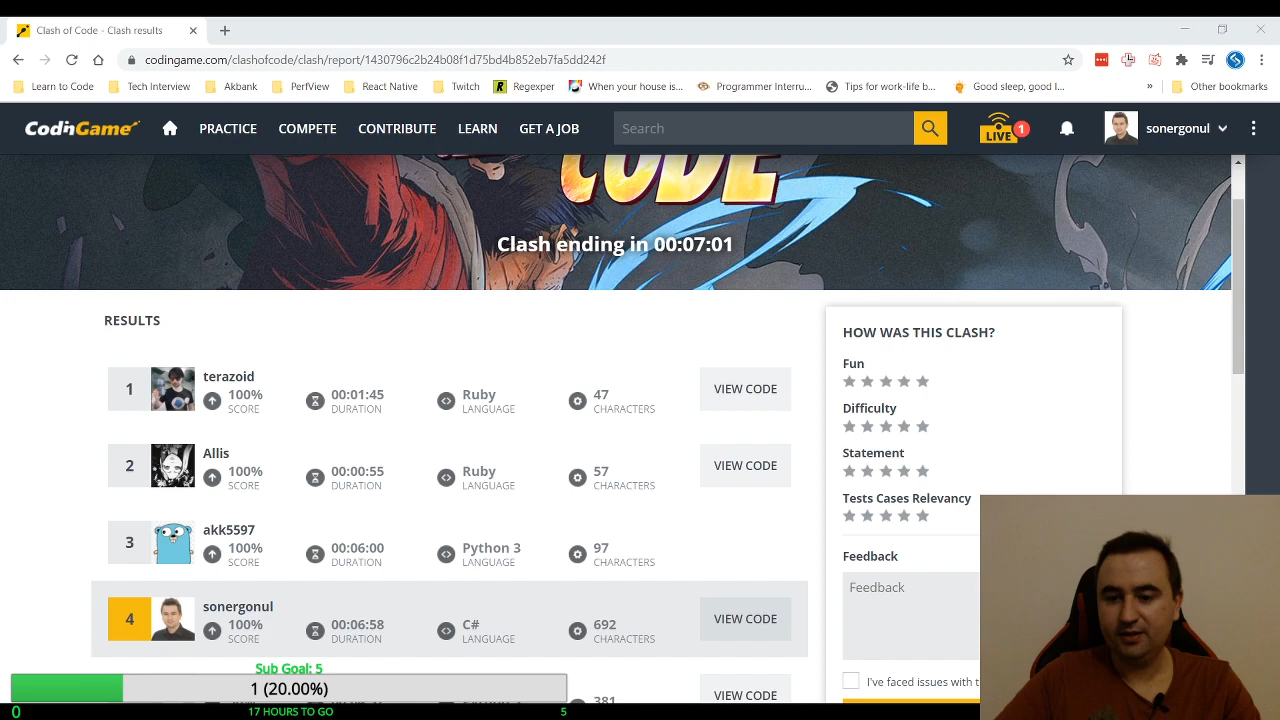 Clash of Code - Clash results
codingame.com/clashofcode/clash/report/1430706c2b04b08f1d75bd4b852eb7fa5dd242f
Learn to Code Tech Interview Akbank PerfView React Native Twitch Regexper When your house is... Programmer Interru... Tips for work-life b... Good sleep, good l... » Other bookmarks
CODINGAME PRACTICE COMPETE CONTRIBUTE LEARN GET A JOB Search LIVE 1 sonergonul
CODE
Clash ending in 00:07:01
RESULTS
1 terazoid 100% SCORE 00:01:45 DURATION Ruby LANGUAGE 47 CHARACTERS VIEW CODE
2 Allis 100% SCORE 00:00:55 DURATION Ruby LANGUAGE 57 CHARACTERS VIEW CODE
3 akk5597 100% SCORE 00:06:00 DURATION Python 3 LANGUAGE 97 CHARACTERS
4 sonergonul 100% SCORE 00:06:58 DURATION C# LANGUAGE 692 CHARACTERS VIEW CODE
381 VIEW CODE
HOW WAS THIS CLASH?
Fun
Difficulty
Statement
Tests Cases Relevancy
Feedback
Feedback
I've faced issues with t
Sub Goal: 5
1 (20.00%)
0 17 HOURS TO GO 5